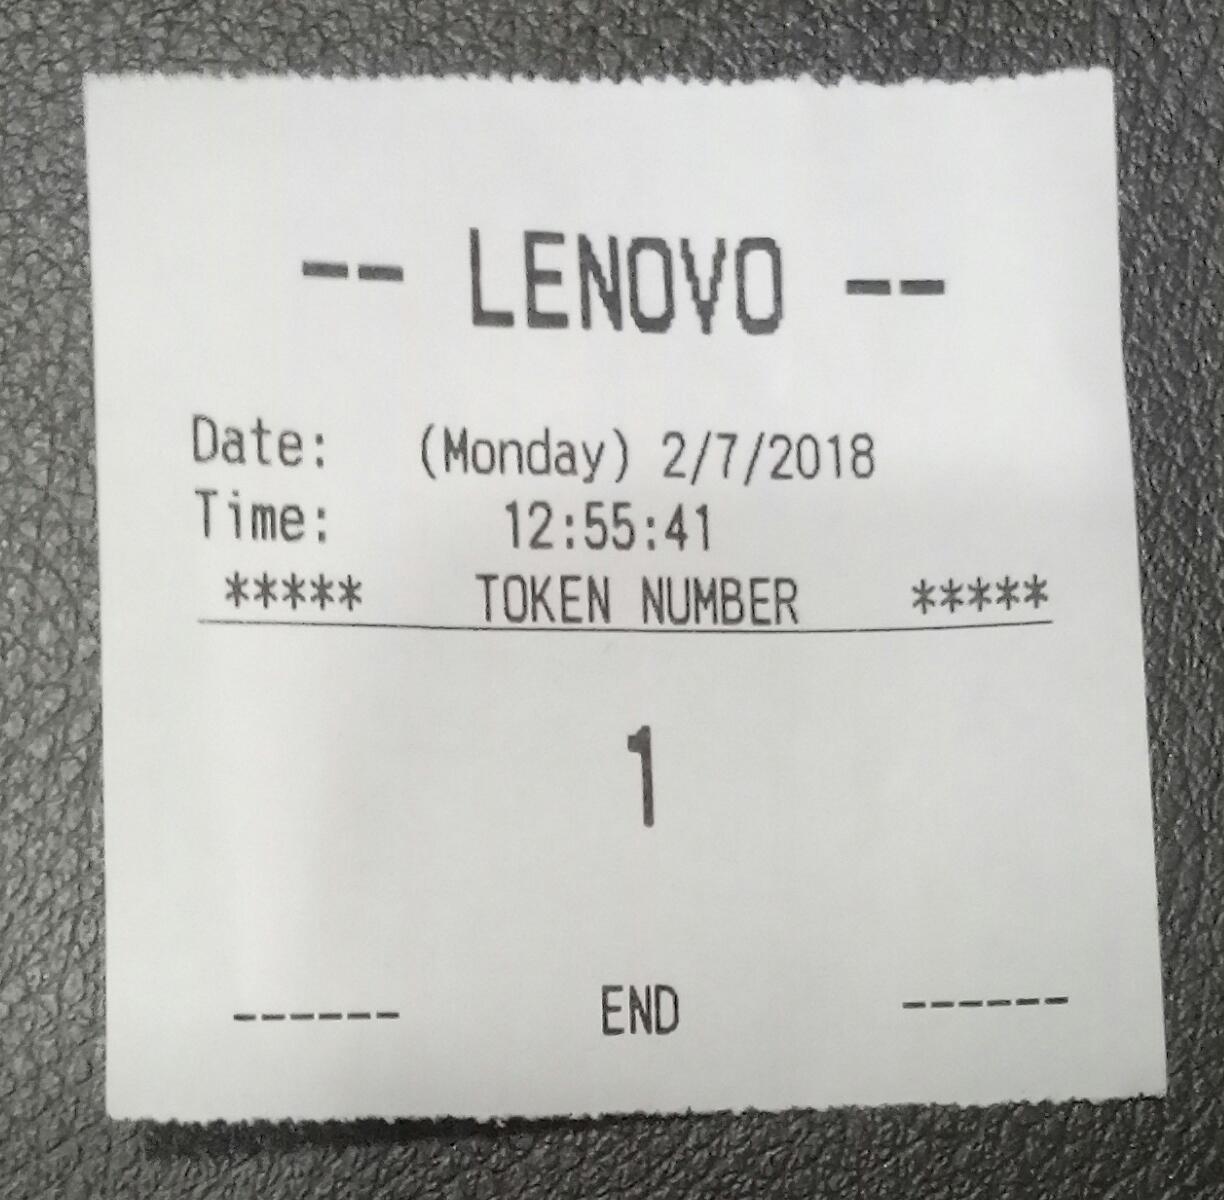 -- LENOVO --
Date: (Monday) 2/7/2018
Time: 12:55:41
***** TOKEN NUMBER *****
1
------ END ------